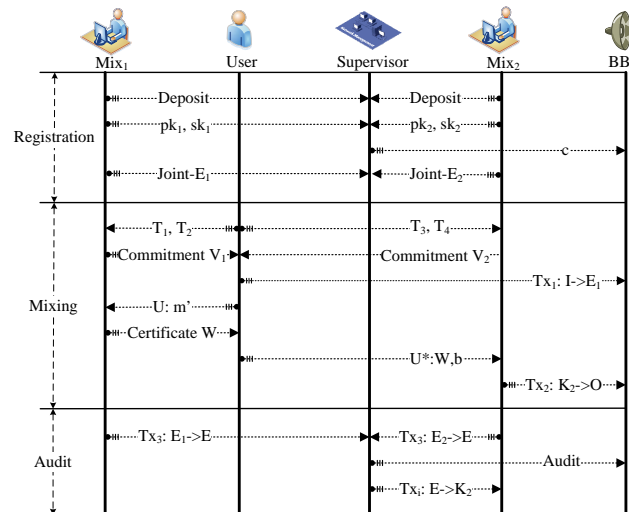 Mix₁ User Supervisor Mix₂ BB
Registration
Deposit Deposit
pk₁, sk₁ pk₂, sk₂
c
Joint-E₁ Joint-E₂
Mixing
T₁, T₂ T₃, T₄
Commitment V₁ Commitment V₂
Tx₁: I->E₁
U: m'
Certificate W
U*:W,b
Tx₂: K₂->O
Audit
Tx₃: E₁->E Tx₃: E₂->E
Audit
Txᵢ: E->K₂